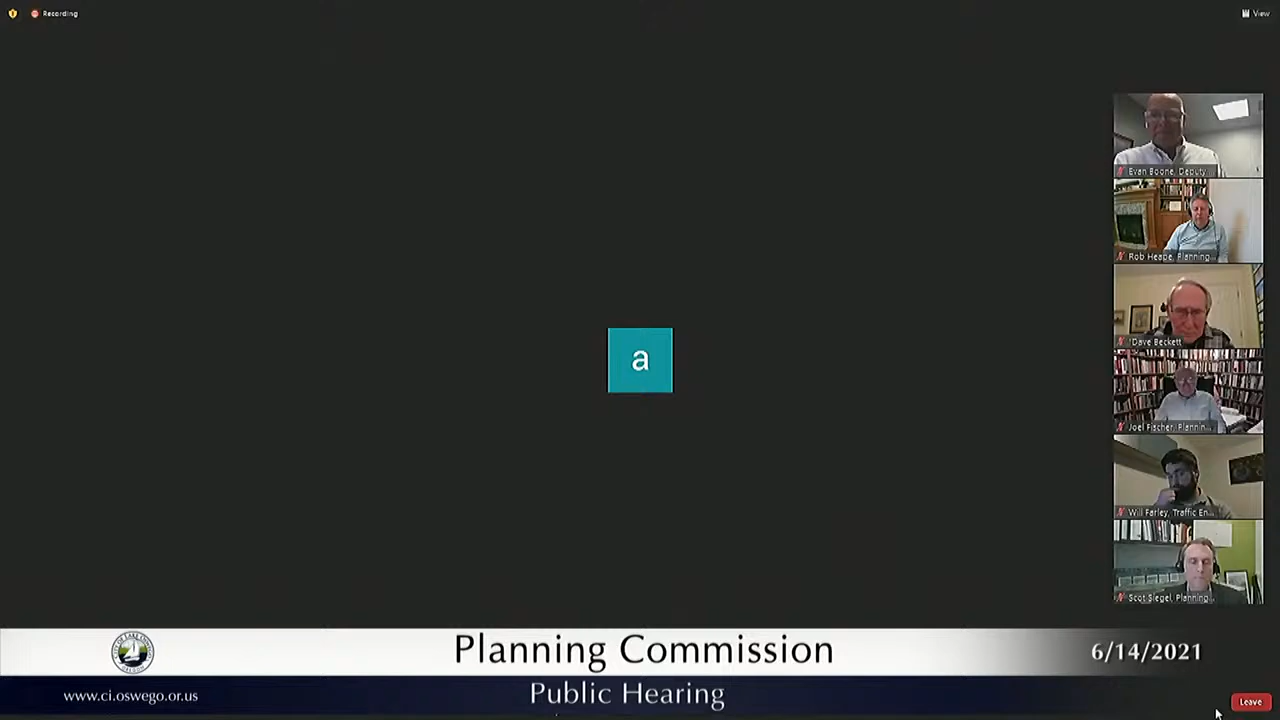 Recording
View
Evan Boone, Deputy ...
Rob Heape, Planning...
'Dave Beckett
a
Joel Fischer, Plannin...
Will Farley, Traffic En...
Scot Siegel, Planning...
Planning Commission
6/14/2021
www.ci.oswego.or.us
Public Hearing
Leave